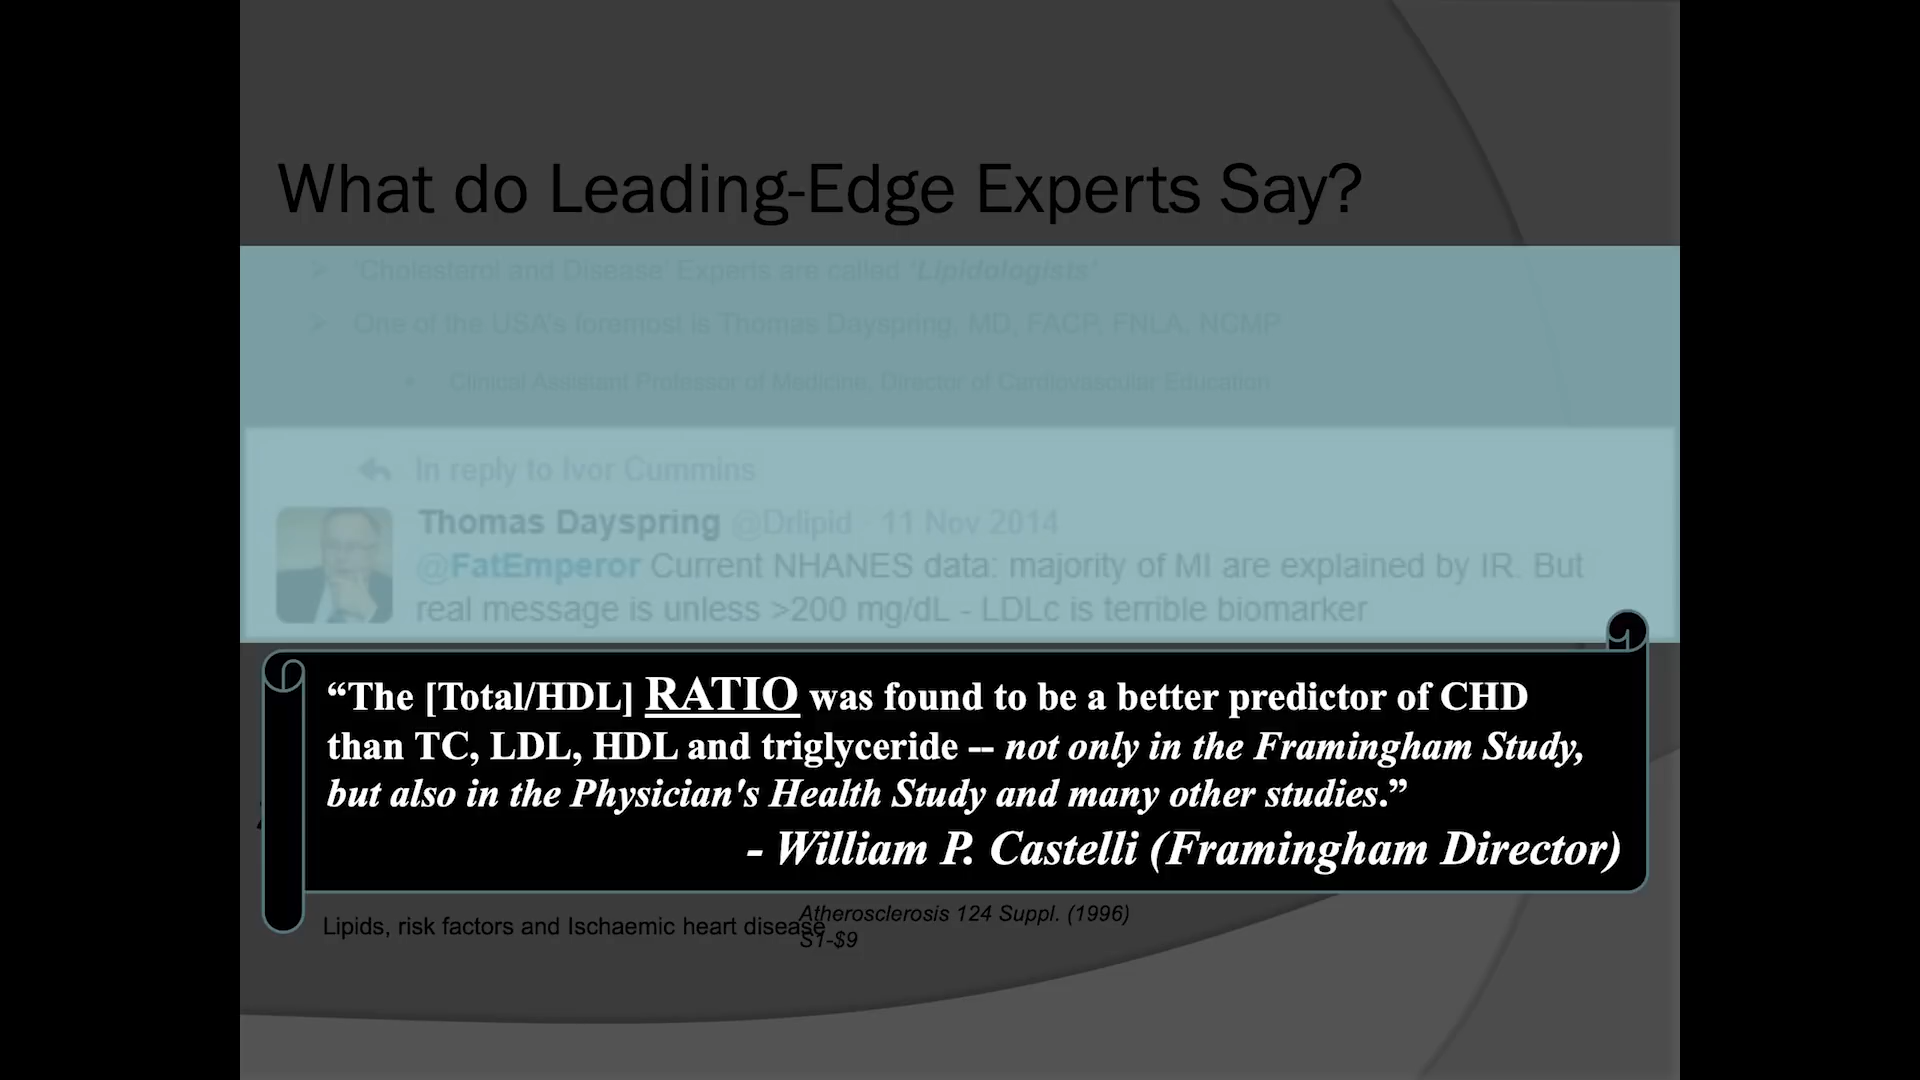 What do Leading-Edge Experts Say?
➢ ‘Cholesterol and Disease’ Experts are called ‘Lipidologists’
➢ One of the USA’s foremost is Thomas Dayspring, MD, FACP, FNLA, NCMP
• Clinical Assistant Professor of Medicine, Director of Cardiovascular Education
In reply to Ivor Cummins
Thomas Dayspring @Drlipid · 11 Nov 2014
@FatEmperor Current NHANES data: majority of MI are explained by IR. But
real message is unless >200 mg/dL - LDLc is terrible biomarker
“The [Total/HDL] RATIO was found to be a better predictor of CHD
than TC, LDL, HDL and triglyceride -- not only in the Framingham Study,
but also in the Physician's Health Study and many other studies.”
- William P. Castelli (Framingham Director)
Lipids, risk factors and Ischaemic heart disease
Atherosclerosis 124 Suppl. (1996)
S1-$9